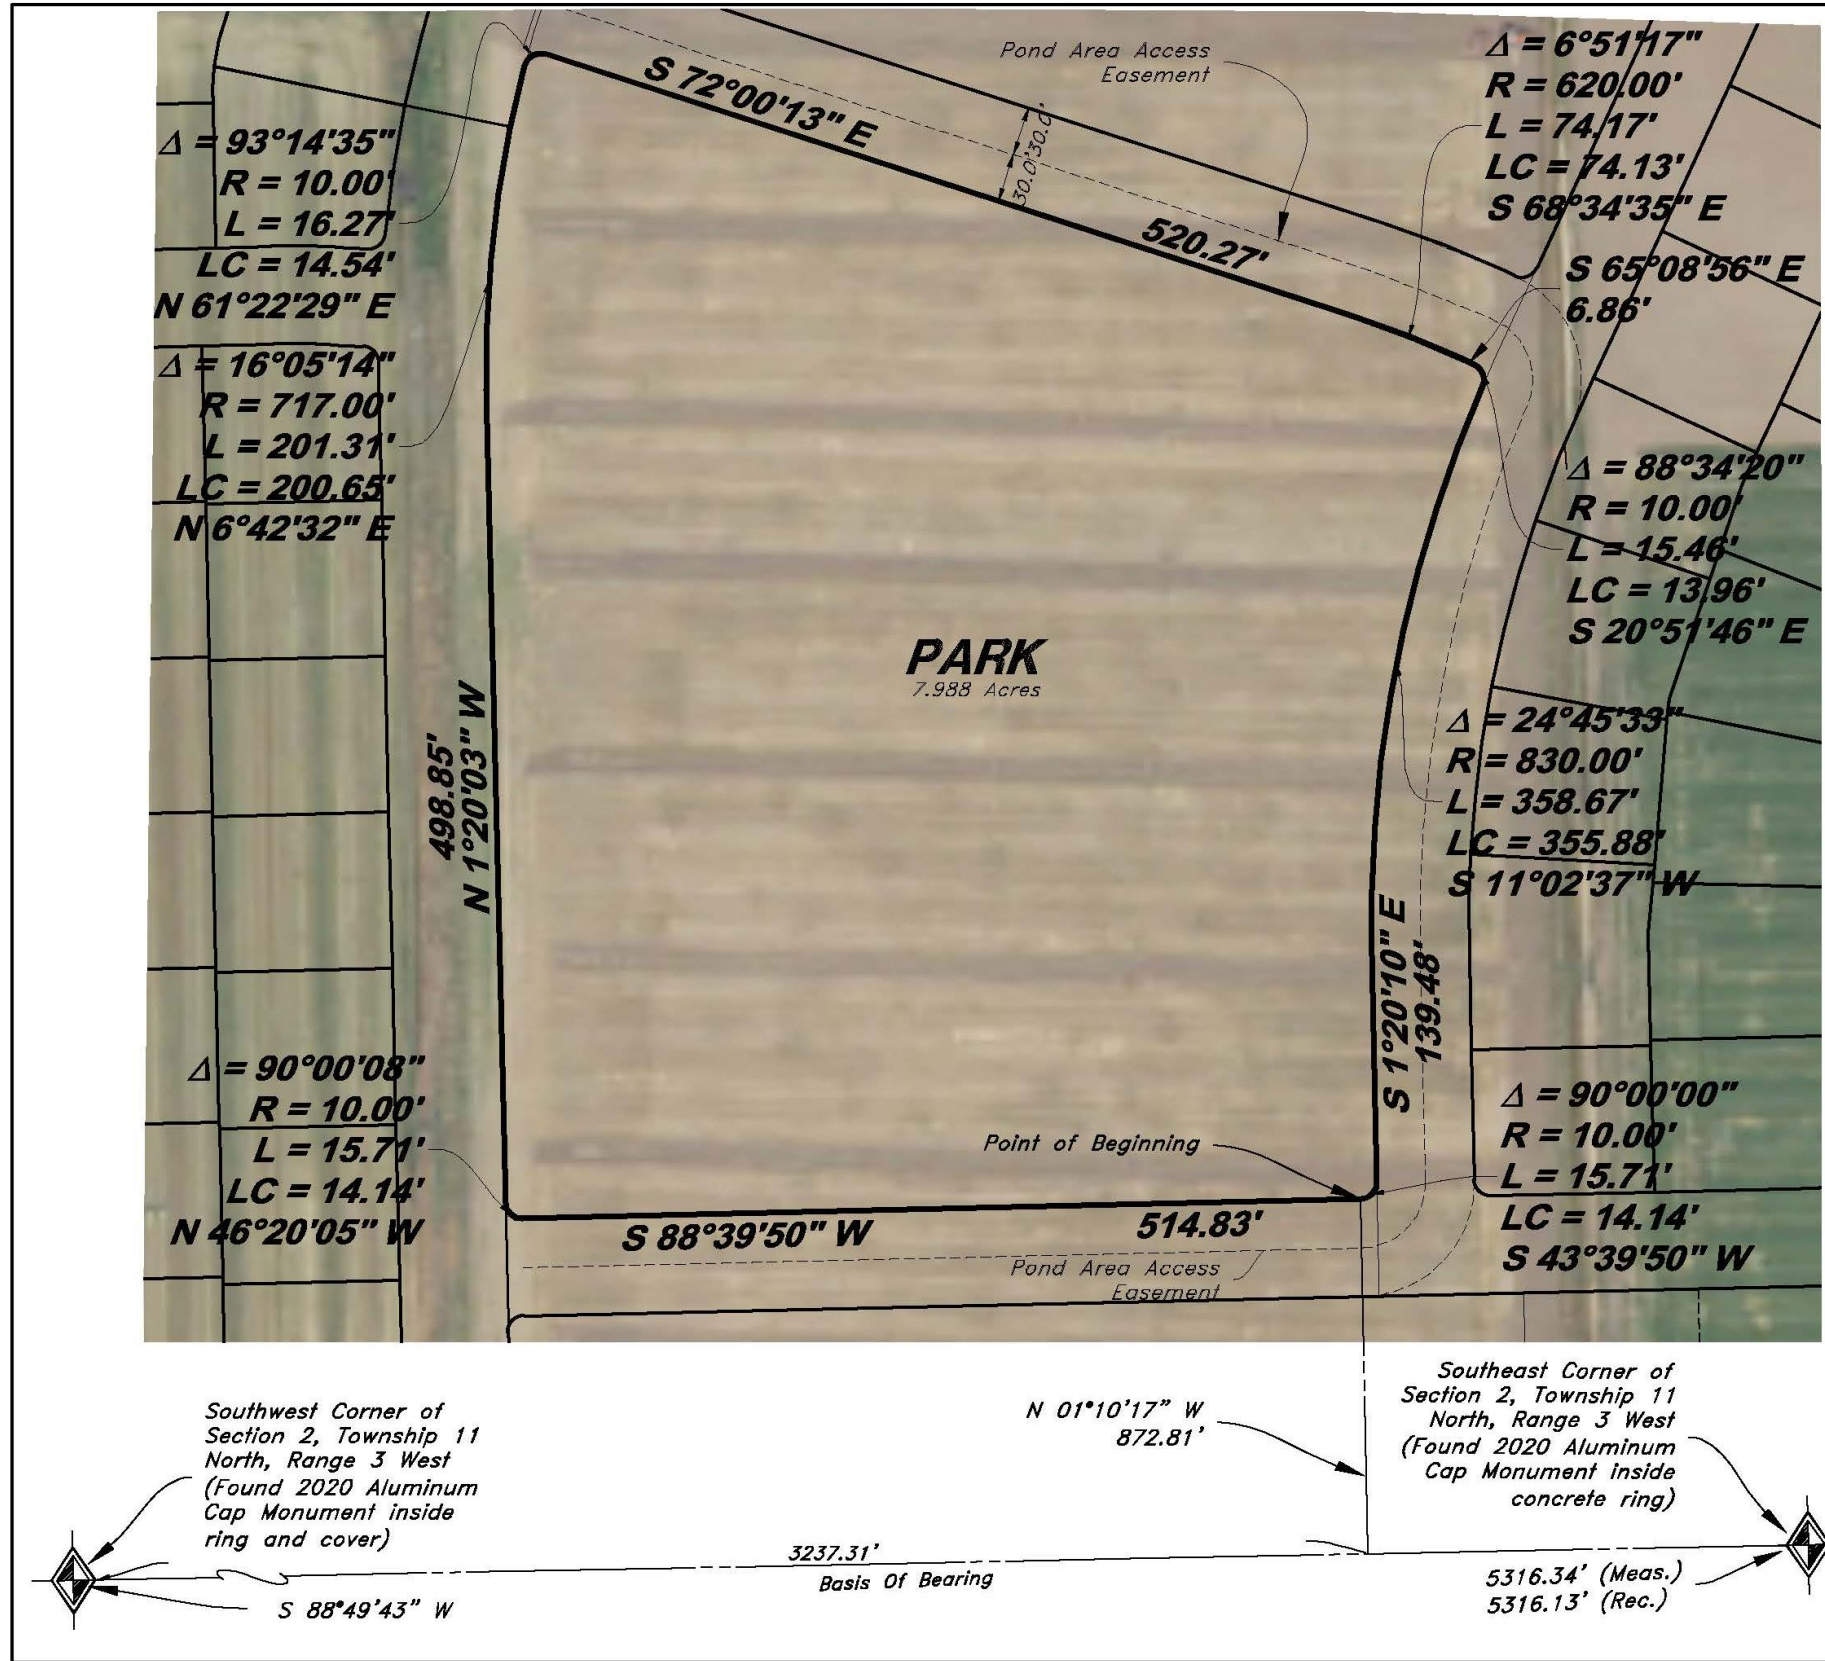 Pond Area Access
Easement
S 72°00'13" E
520.27'
30.0'
30.0'
Δ = 6°51'17"
R = 620.00'
L = 74.17'
LC = 74.13'
S 68°34'35" E
S 65°08'56" E
6.86'
Δ = 93°14'35"
R = 10.00'
L = 16.27'
LC = 14.54'
N 61°22'29" E
Δ = 16°05'14"
R = 717.00'
L = 201.31'
LC = 200.65'
N 6°42'32" E
Δ = 88°34'20"
R = 10.00'
L = 15.46'
LC = 13.96'
S 20°51'46" E
PARK
7.988 Acres
498.85'
N 1°20'03" W
Δ = 24°45'33"
R = 830.00'
L = 358.67'
LC = 355.88'
S 11°02'37" W
S 1°20'10" E
139.48'
Δ = 90°00'08"
R = 10.00'
L = 15.71'
LC = 14.14'
N 46°20'05" W
Point of Beginning
Δ = 90°00'00"
R = 10.00'
L = 15.71'
LC = 14.14'
S 43°39'50" W
S 88°39'50" W
514.83'
Pond Area Access
Easement
Southwest Corner of
Section 2, Township 11
North, Range 3 West
(Found 2020 Aluminum
Cap Monument inside
ring and cover)
N 01°10'17" W
872.81'
Southeast Corner of
Section 2, Township 11
North, Range 3 West
(Found 2020 Aluminum
Cap Monument inside
concrete ring)
3237.31'
Basis Of Bearing
S 88°49'43" W
5316.34' (Meas.)
5316.13' (Rec.)